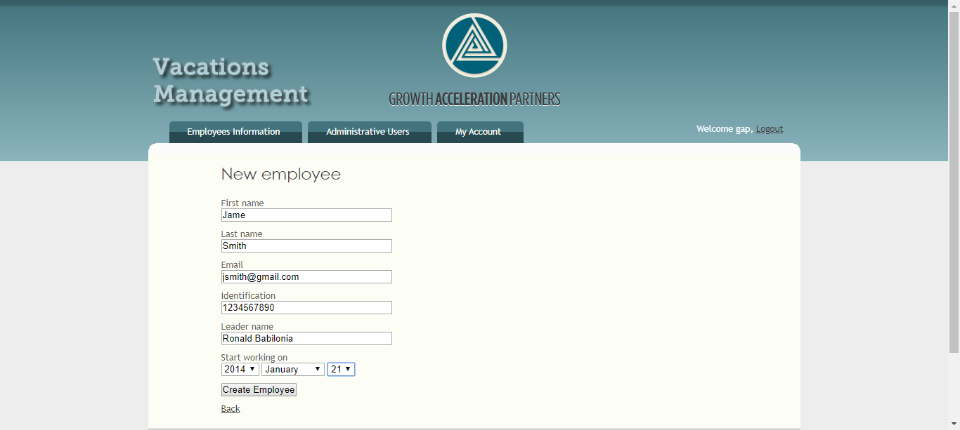 Vacations
Management
GROWTH ACCELERATION PARTNERS
Employees Information
Administrative Users
My Account
Welcome gap, Logout
New employee
First name
Jame
Last name
Smith
Email
jsmith@gmail.com
Identification
1234567890
Leader name
Ronald Babilonia
Start working on
2014 January 21
Create Employee
Back